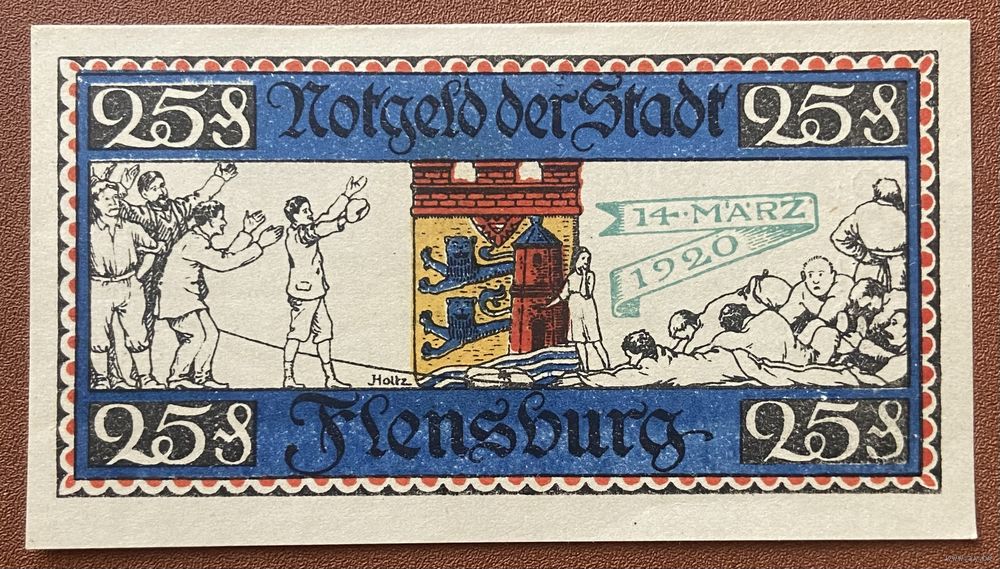 25₰ Notgeld der Stadt 25₰
14·MÄRZ
1920
Holtz
25₰ Flensburg 25₰